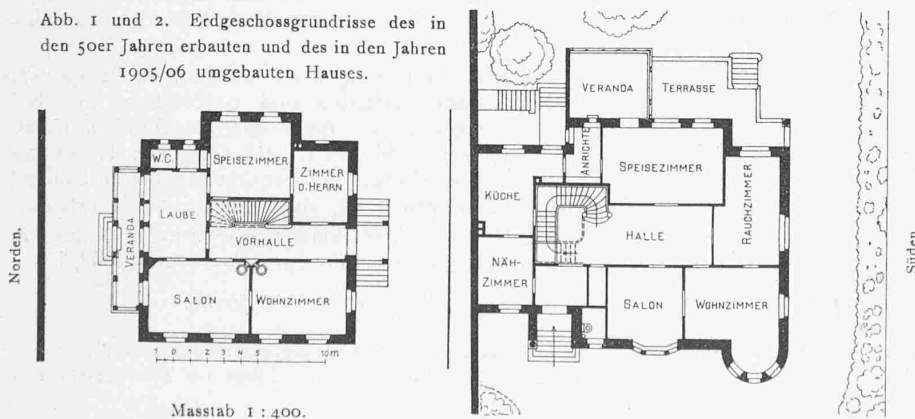 Abb. 1 und 2. Erdgeschossgrundrisse des in
den 50er Jahren erbauten und des in den Jahren
1905/06 umgebauten Hauses.
Norden.
W.C.
SPEISEZIMMER
ZIMMER
D. HERRN
LAUBE
VERANDA
VORHALLE
SALON
WOHNZIMMER
1 0 1 2 3 4 5 10 m
Masstab 1 : 400.
VERANDA
TERRASSE
ANRICHTE
SPEISEZIMMER
KÜCHE
RAUCHZIMMER
HALLE
NÄH-
ZIMMER
SALON
WOHNZIMMER
Süden.